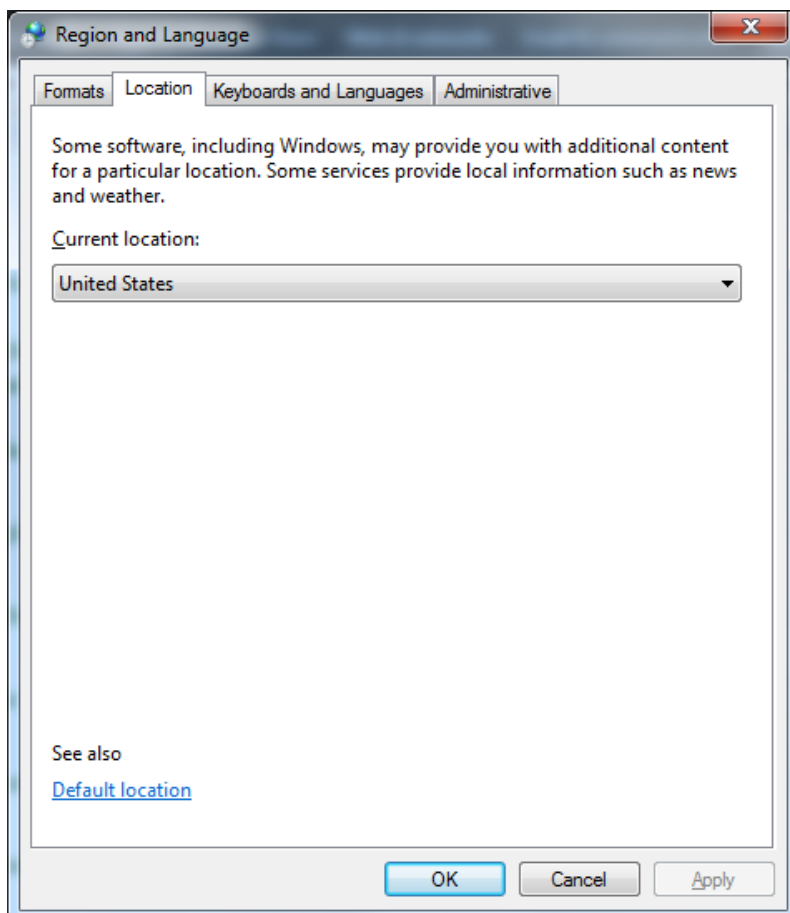 Region and Language
Formats Location Keyboards and Languages Administrative
Some software, including Windows, may provide you with additional content
for a particular location. Some services provide local information such as news
and weather.
Current location:
United States
See also
Default location
OK Cancel Apply